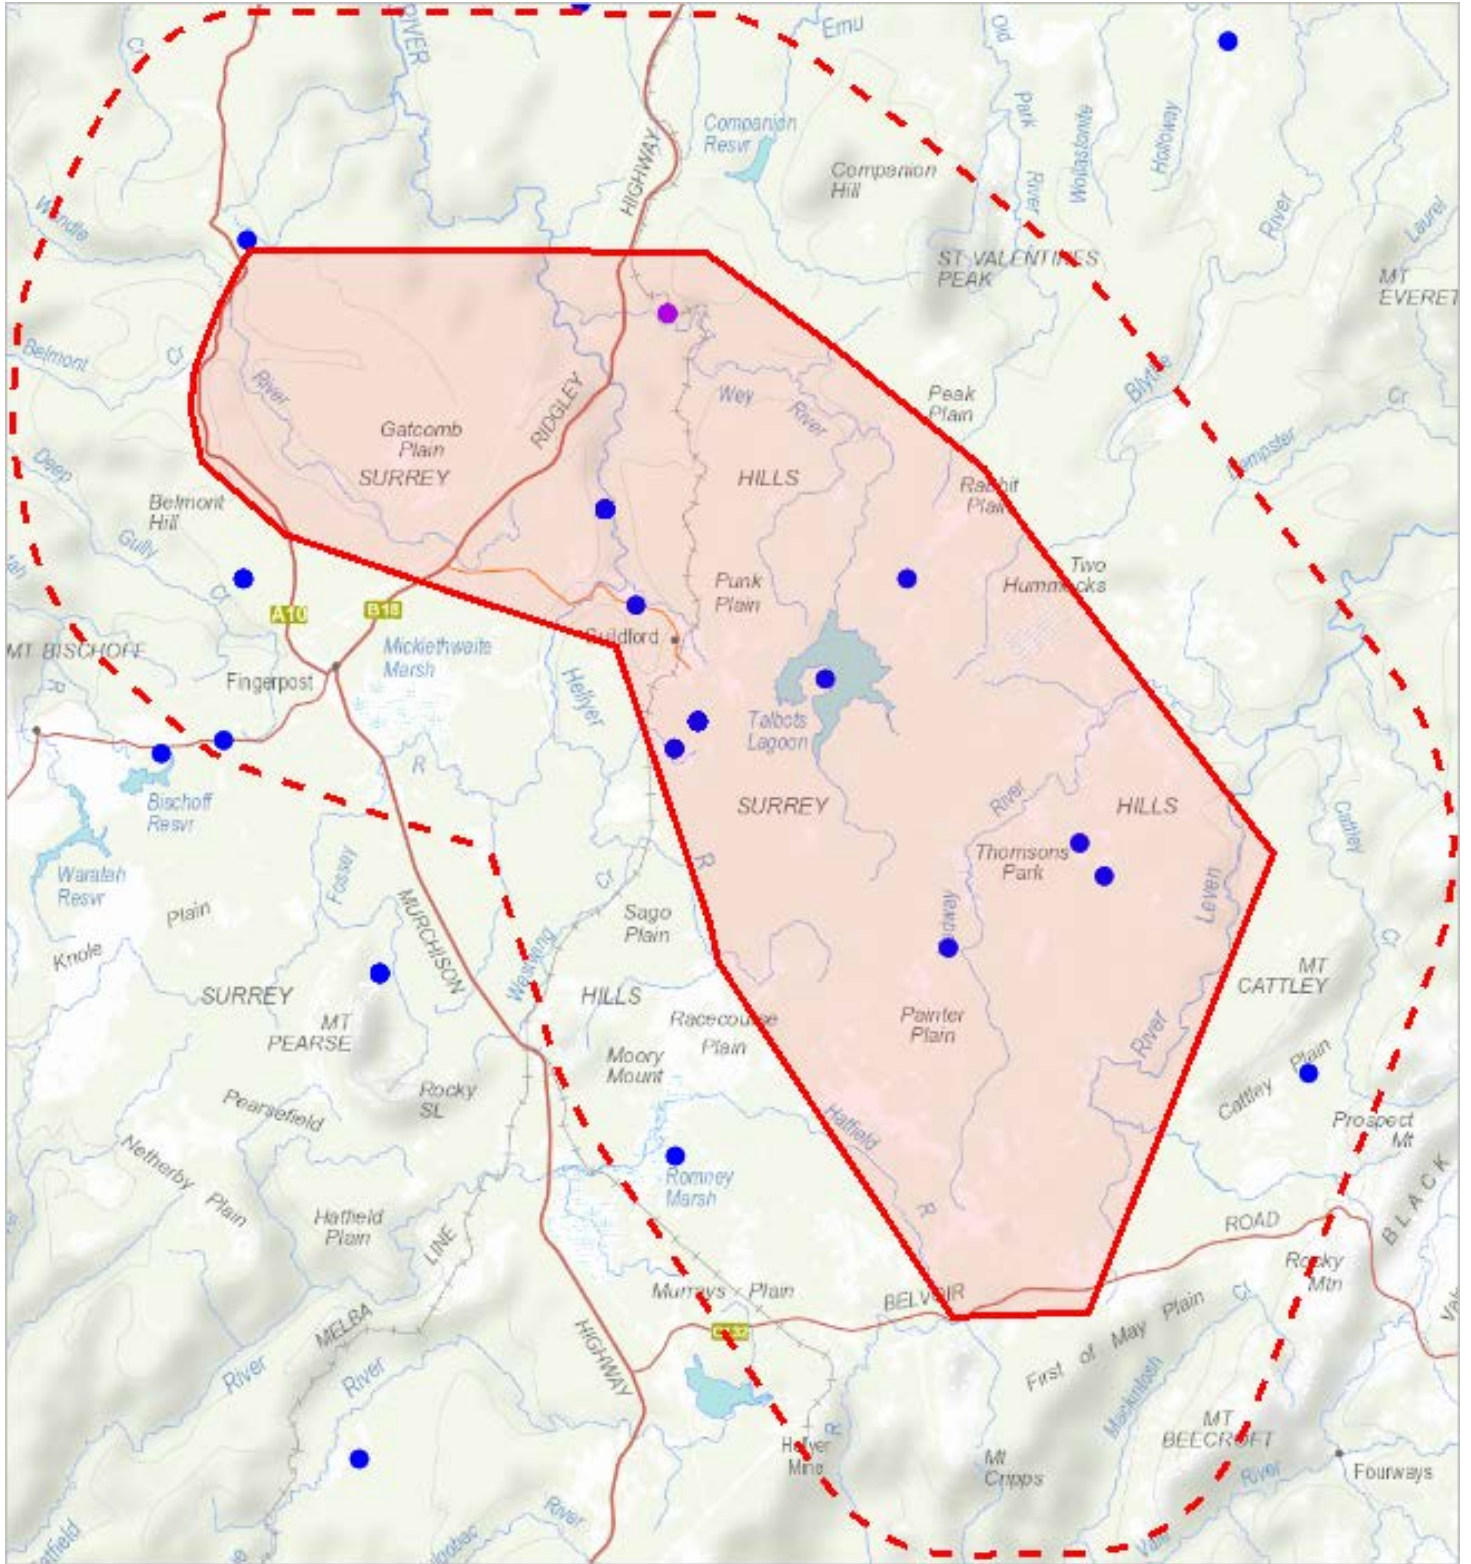 Cr
RIVER
Emu
Old
Park
River
Wollastonite
Holloway
River
Laurel
HIGHWAY
Companion
Resvr
Companion
Hill
Wandle
ST VALENTINES
PEAK
MT
EVERET
Belmont
Cr
River
RIDGLEY
Wey
River
Peak
Plain
Blythe
Cr
Gatcomb
Plain
SURREY
HILLS
Deep
Belmont
Hill
Rabbit
Plain
Gully
Cr
Punk
Plain
Two
Hummocks
A10
B18
MT BISCHOFF
Mickiethwaite
Marsh
Guildford
R
Fingerpost
Hellyer
Talbots
Lagoon
R
Bischoff
Resvr
SURREY
River
HILLS
Cattley
Waratah
Resvr
Fossey
R
Thomsons
Park
Cr
Leven
Plain
Knole
MURCHISON
Sago
Plain
Cr
SURREY
HILLS
MT
CATTLEY
MT
PEARSE
Racecourse
Plain
Painter
Plain
River
Moory
Mount
Plain
Cattley
Rocky
SL
Pearsefield
Hatfield
Prospect
Mt
Netherby Plain
Romney
Marsh
BLACK
Hatfield
Plain
R
ROAD
LINE
Rocky
Mtn
Murrays Plain
BELVOIR
Cr
First of May Plain
MELBA
River
River
HIGHWAY
Mackintosh
MT
BEECROFT
R
Hellyer
Mine
Mt
Cripps
River
Fourways
River